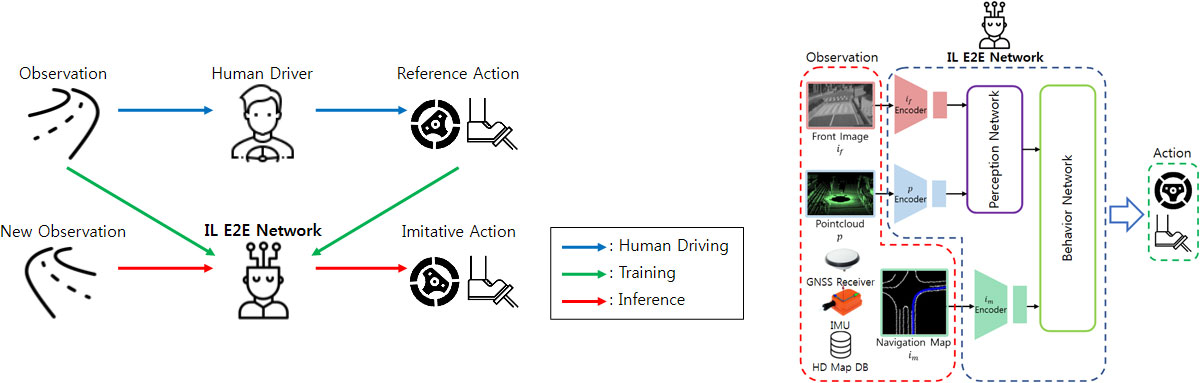 Observation
Human Driver
Reference Action
New Observation
IL E2E Network
Imitative Action
: Human Driving
: Training
: Inference
Observation
IL E2E Network
Front Image
i_f
i_f
Encoder
Pointcloud
p
p
Encoder
GNSS Receiver
IMU
HD Map DB
Navigation Map
i_m
i_m
Encoder
Perception Network
Behavior Network
Action